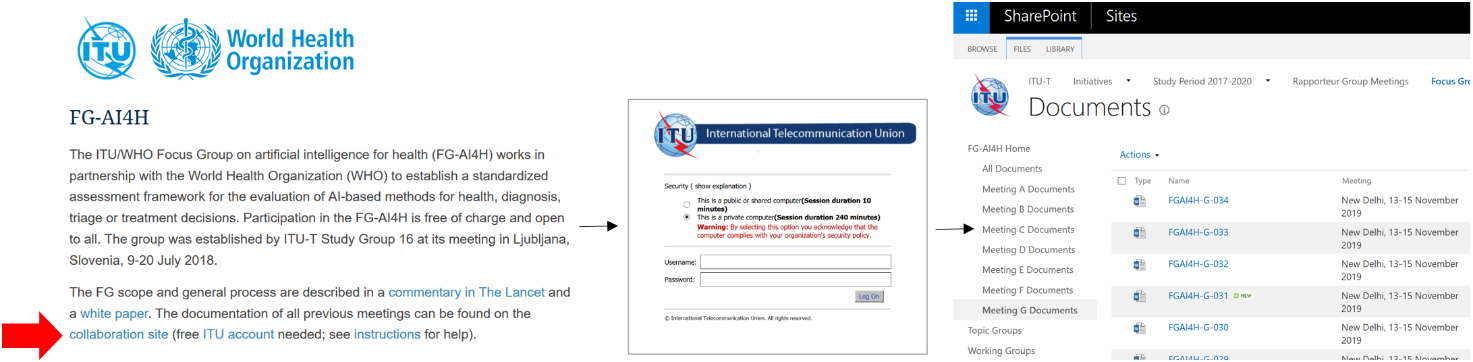 ITU
World Health
Organization
FG-AI4H
The ITU/WHO Focus Group on artificial intelligence for health (FG-AI4H) works in
partnership with the World Health Organization (WHO) to establish a standardized
assessment framework for the evaluation of AI-based methods for health, diagnosis,
triage or treatment decisions. Participation in the FG-AI4H is free of charge and open
to all. The group was established by ITU-T Study Group 16 at its meeting in Ljubljana,
Slovenia, 9-20 July 2018.
The FG scope and general process are described in a commentary in The Lancet and
a white paper. The documentation of all previous meetings can be found on the
collaboration site (free ITU account needed; see instructions for help).
ITU
International Telecommunication Union
Security ( show explanation )
This is a public or shared computer(Session duration 10
minutes)
This is a private computer(Session duration 240 minutes)
Warning: By selecting this option you acknowledge that the
computer complies with your organization's security policy.
Username:
Password:
Log On
© International Telecommunication Union. All rights reserved.
SharePoint Sites
BROWSE FILES LIBRARY
ITU
ITU-T Initiatives Study Period 2017-2020 Rapporteur Group Meetings Focus Gro
Documents
FG-AI4H Home
All Documents
Meeting A Documents
Meeting B Documents
Meeting C Documents
Meeting D Documents
Meeting E Documents
Meeting F Documents
Meeting G Documents
Topic Groups
Working Groups
Actions
Type Name Meeting
FGAI4H-G-034 New Delhi, 13-15 November
2019
FGAI4H-G-033 New Delhi, 13-15 November
2019
FGAI4H-G-032 New Delhi, 13-15 November
2019
FGAI4H-G-031 NEW New Delhi, 13-15 November
2019
FGAI4H-G-030 New Delhi, 13-15 November
2019
FGAI4H-G-029 New Delhi, 13-15 November